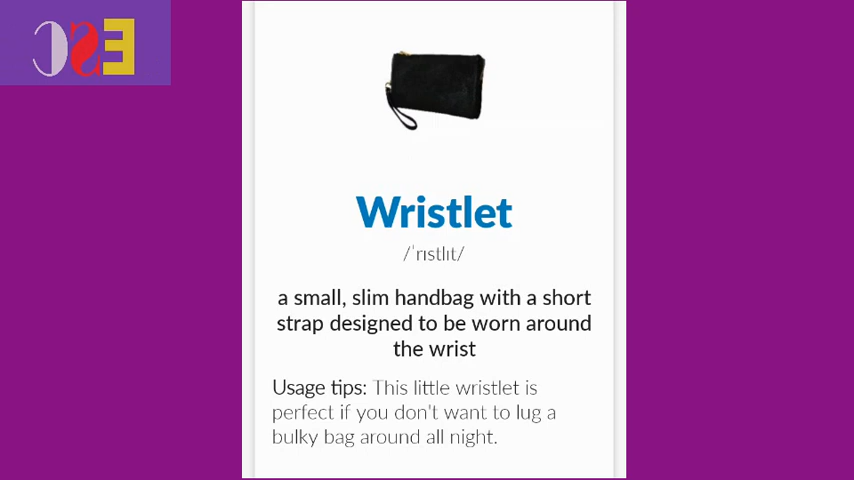 ESC
Wristlet
/ˈrɪstlɪt/
a small, slim handbag with a short
strap designed to be worn around
the wrist
Usage tips: This little wristlet is
perfect if you don't want to lug a
bulky bag around all night.